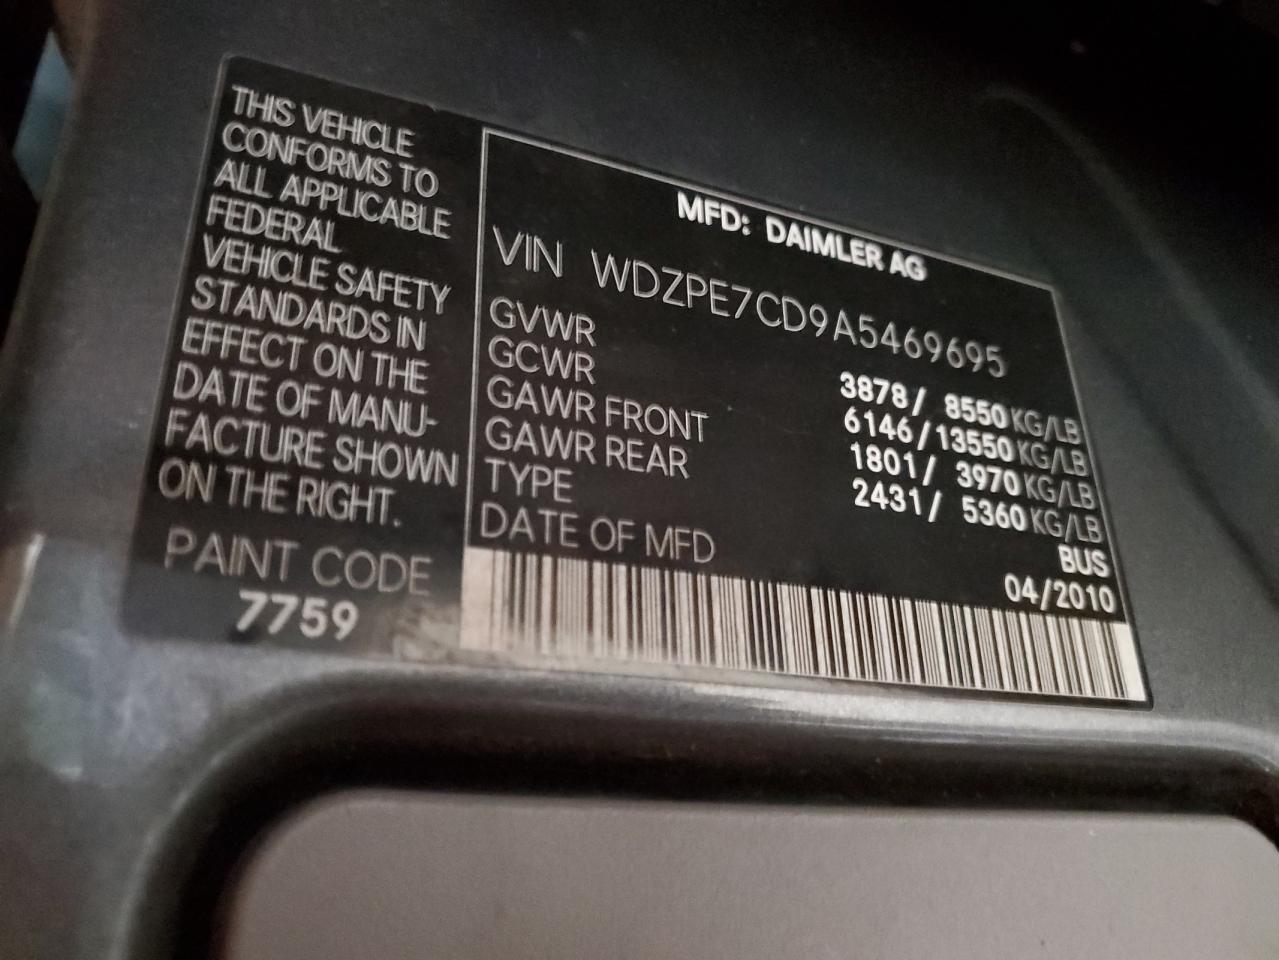 THIS VEHICLE
CONFORMS TO
ALL APPLICABLE
FEDERAL
VEHICLE SAFETY
STANDARDS IN
EFFECT ON THE
DATE OF MANU-
FACTURE SHOWN
ON THE RIGHT.
PAINT CODE
7759
MFD: DAIMLER AG
VIN WDZPE7CD9A5469695
GVWR 3878/ 8550 KG/LB
GCWR 6146/13550 KG/LB
GAWR FRONT 1801/ 3970 KG/LB
GAWR REAR 2431/ 5360 KG/LB
TYPE BUS
DATE OF MFD 04/2010